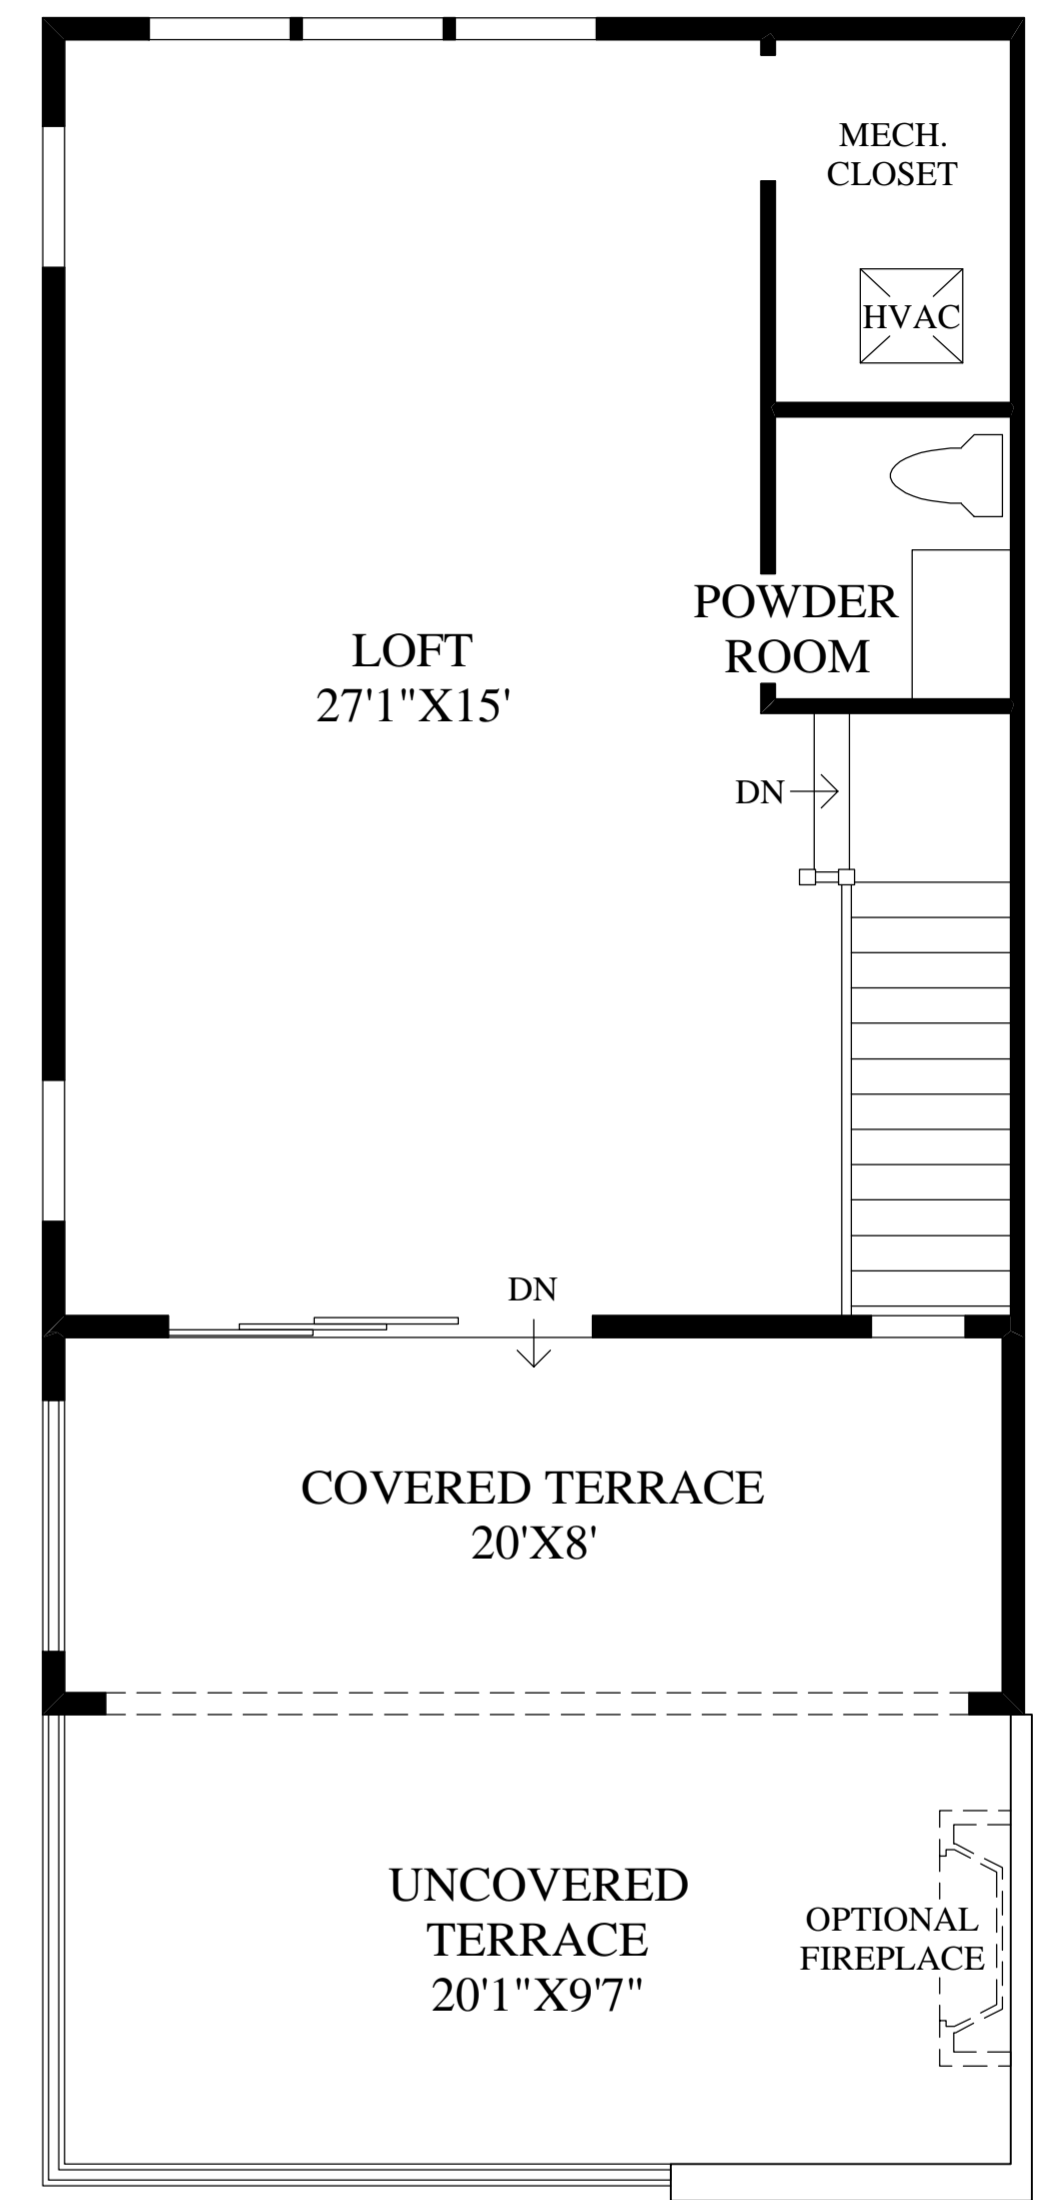 MECH.
CLOSET
HVAC
POWDER
ROOM
LOFT
27'1"X15'
DN
DN
COVERED TERRACE
20'X8'
UNCOVERED
TERRACE
20'1"X9'7"
OPTIONAL
FIREPLACE